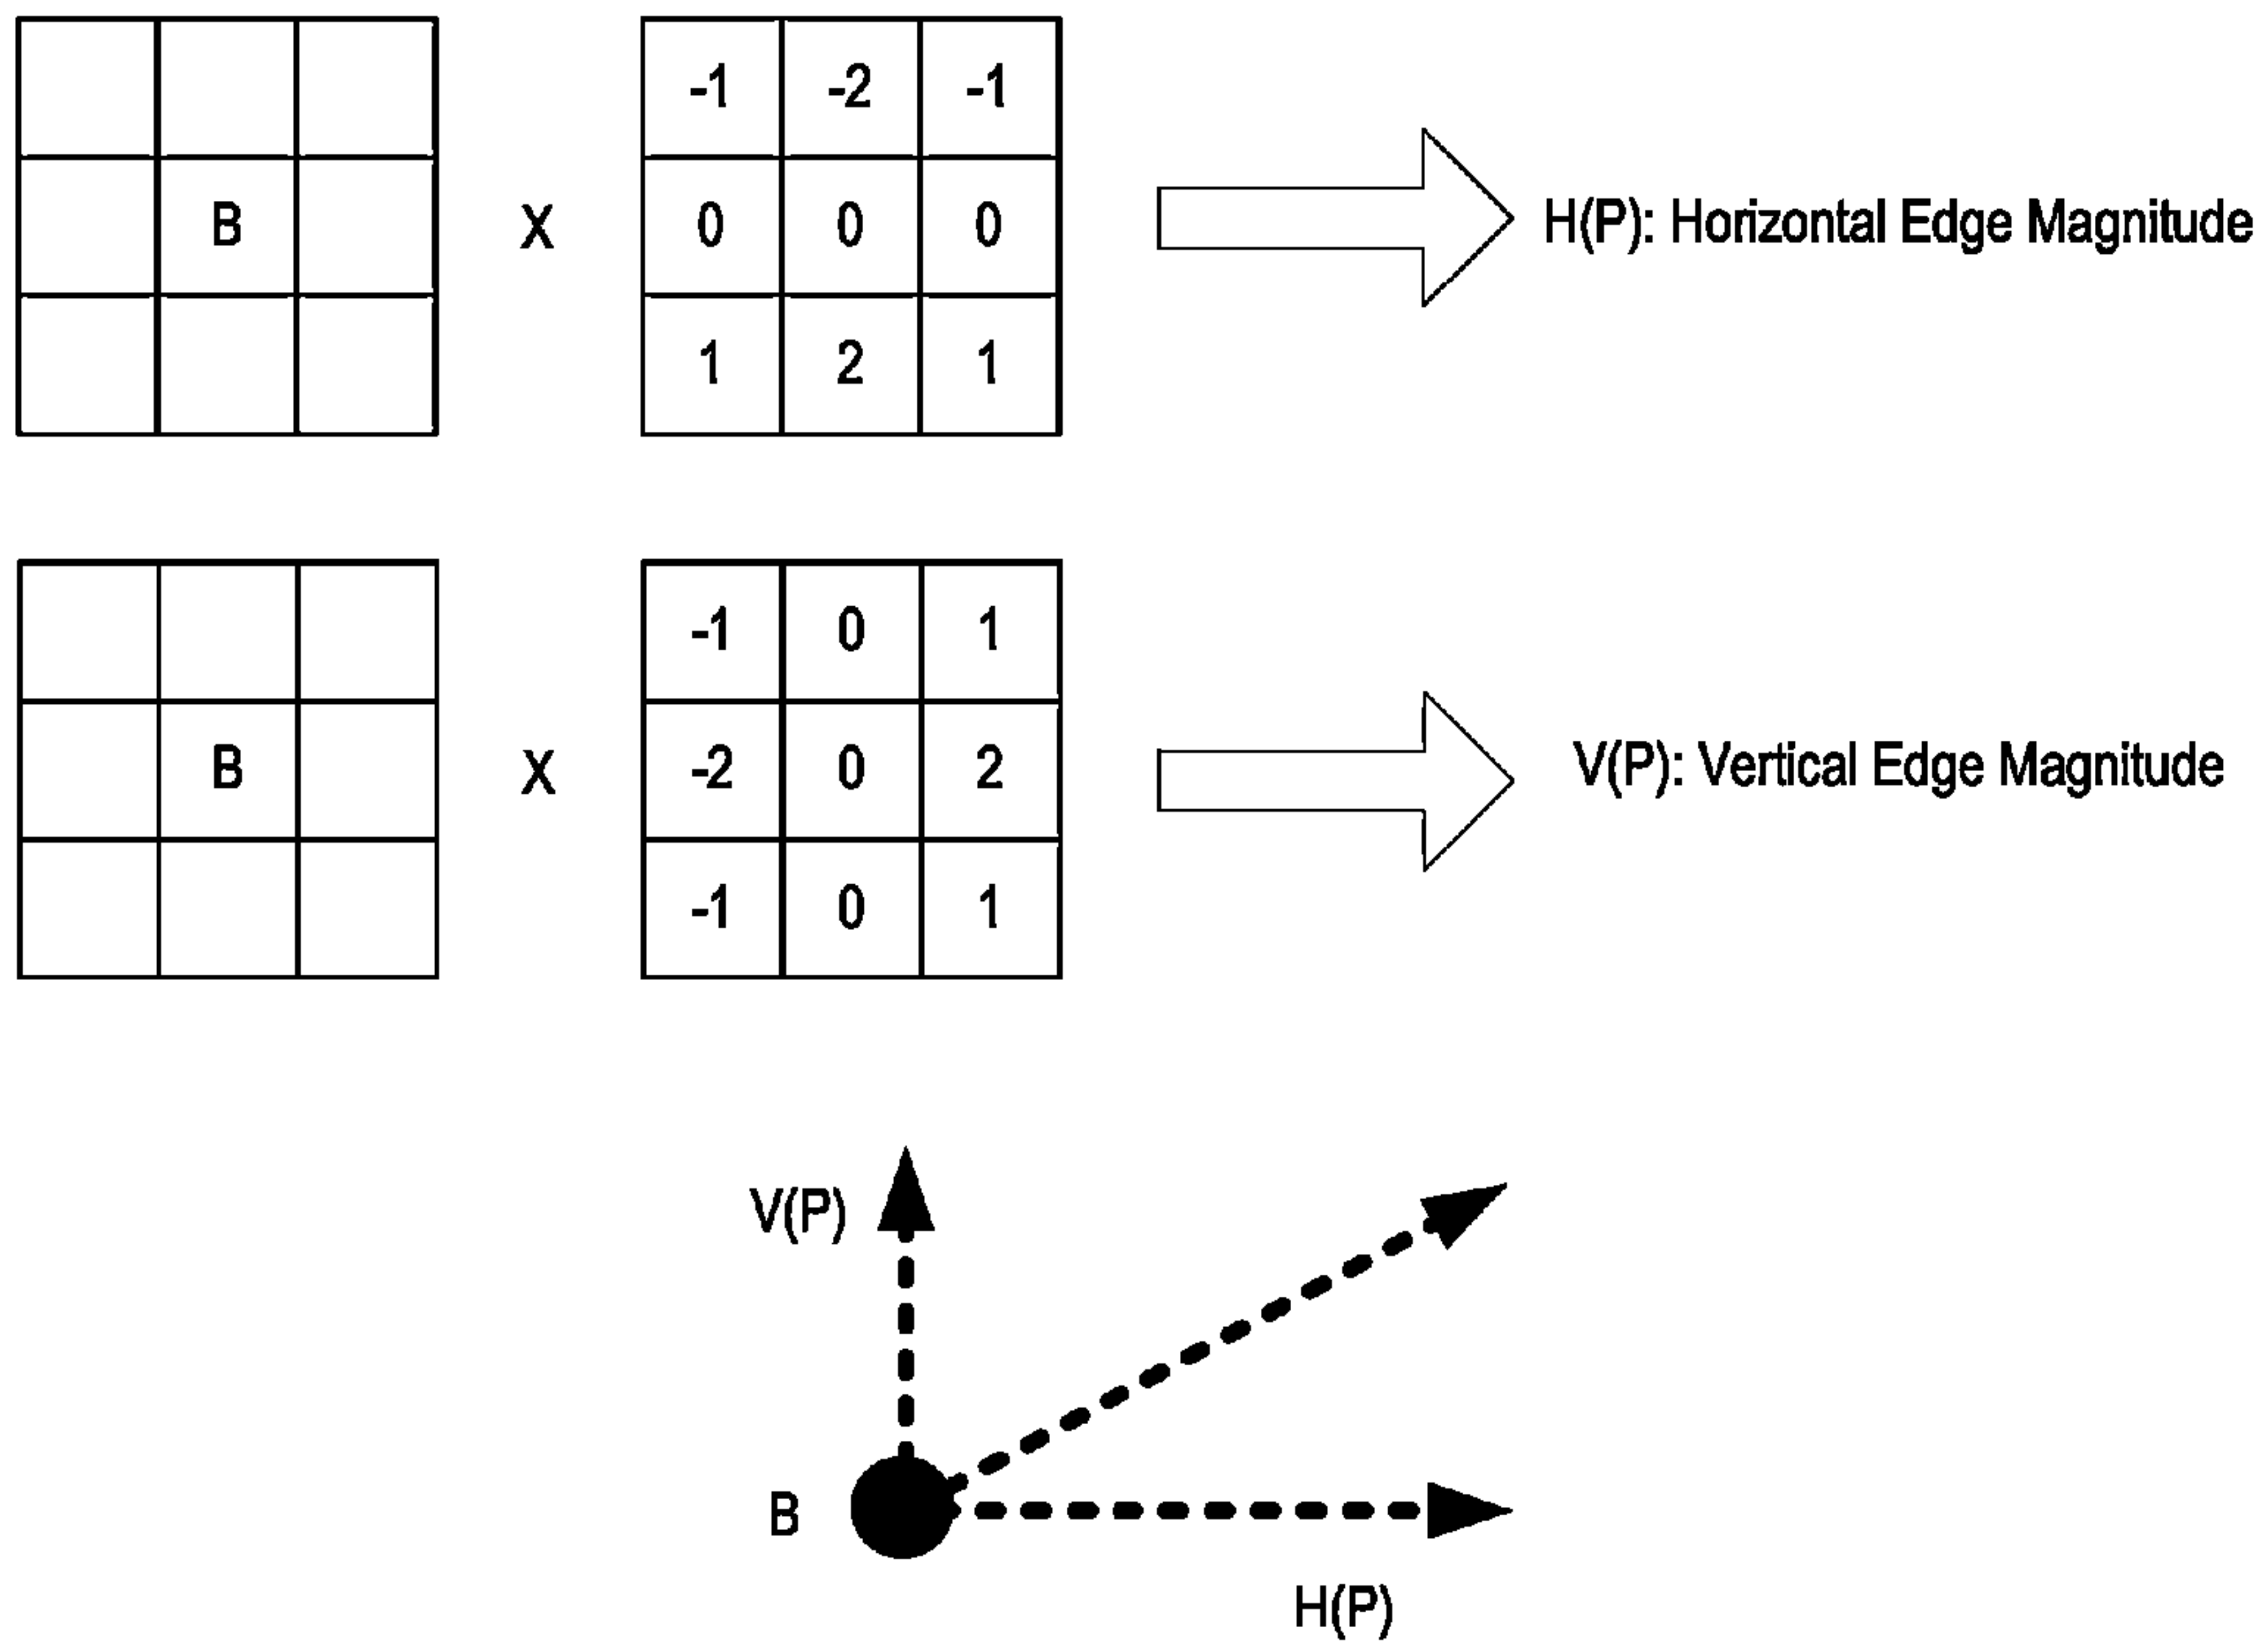 -1 -2 -1
B X 0 0 0 H(P): Horizontal Edge Magnitude
1 2 1
-1 0 1
B X -2 0 2 V(P): Vertical Edge Magnitude
-1 0 1
V(P)
B
H(P)